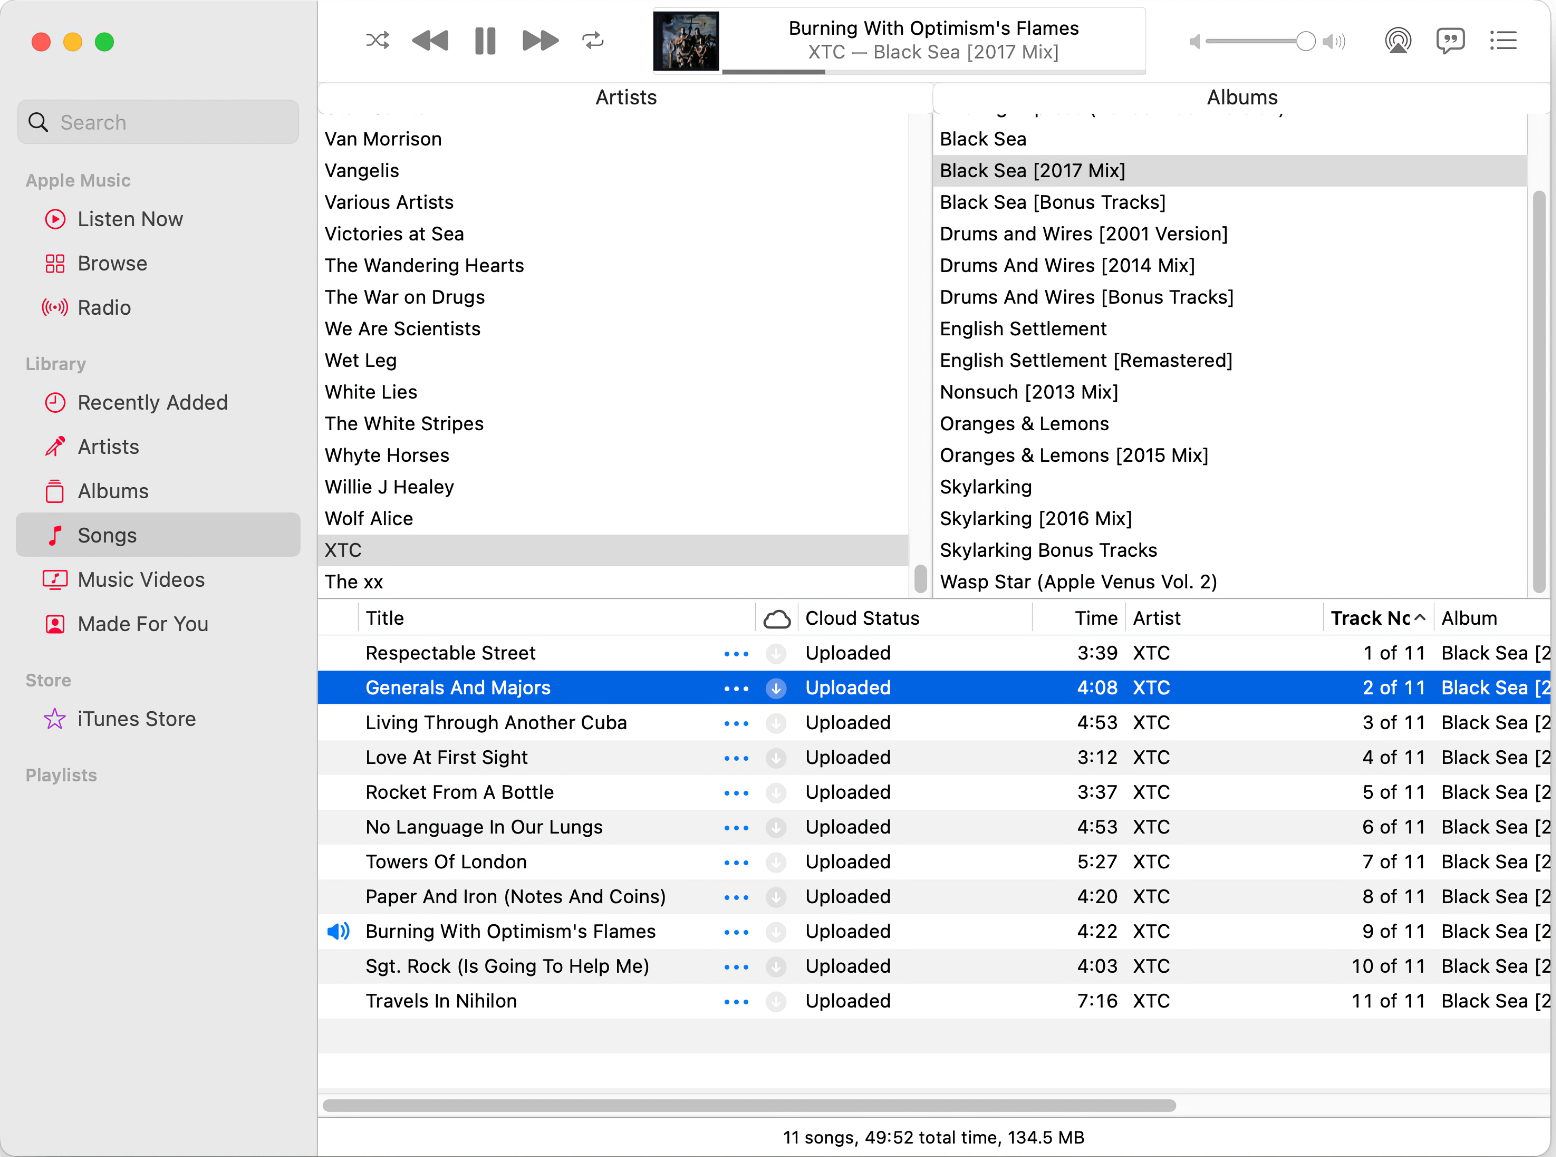 Burning With Optimism's Flames
XTC — Black Sea [2017 Mix]
Search
Apple Music
Listen Now
Browse
Radio
Library
Recently Added
Artists
Albums
Songs
Music Videos
Made For You
Store
iTunes Store
Playlists
Artists
Van Morrison
Vangelis
Various Artists
Victories at Sea
The Wandering Hearts
The War on Drugs
We Are Scientists
Wet Leg
White Lies
The White Stripes
Whyte Horses
Willie J Healey
Wolf Alice
XTC
The xx
Albums
Black Sea
Black Sea [2017 Mix]
Black Sea [Bonus Tracks]
Drums and Wires [2001 Version]
Drums And Wires [2014 Mix]
Drums And Wires [Bonus Tracks]
English Settlement
English Settlement [Remastered]
Nonsuch [2013 Mix]
Oranges & Lemons
Oranges & Lemons [2015 Mix]
Skylarking
Skylarking [2016 Mix]
Skylarking Bonus Tracks
Wasp Star (Apple Venus Vol. 2)
Title Cloud Status Time Artist Track Nc Album
Respectable Street Uploaded 3:39 XTC 1 of 11 Black Sea [2
Generals And Majors Uploaded 4:08 XTC 2 of 11 Black Sea [2
Living Through Another Cuba Uploaded 4:53 XTC 3 of 11 Black Sea [2
Love At First Sight Uploaded 3:12 XTC 4 of 11 Black Sea [2
Rocket From A Bottle Uploaded 3:37 XTC 5 of 11 Black Sea [2
No Language In Our Lungs Uploaded 4:53 XTC 6 of 11 Black Sea [2
Towers Of London Uploaded 5:27 XTC 7 of 11 Black Sea [2
Paper And Iron (Notes And Coins) Uploaded 4:20 XTC 8 of 11 Black Sea [2
Burning With Optimism's Flames Uploaded 4:22 XTC 9 of 11 Black Sea [2
Sgt. Rock (Is Going To Help Me) Uploaded 4:03 XTC 10 of 11 Black Sea [2
Travels In Nihilon Uploaded 7:16 XTC 11 of 11 Black Sea [2
11 songs, 49:52 total time, 134.5 MB